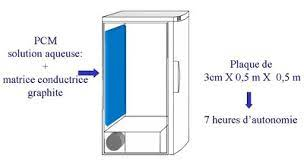 PCM
solution aqueuse:
+
matrice conductrice
graphite
Plaque de
3cm X 0,5 m X 0,5 m
7 heures d'autonomie